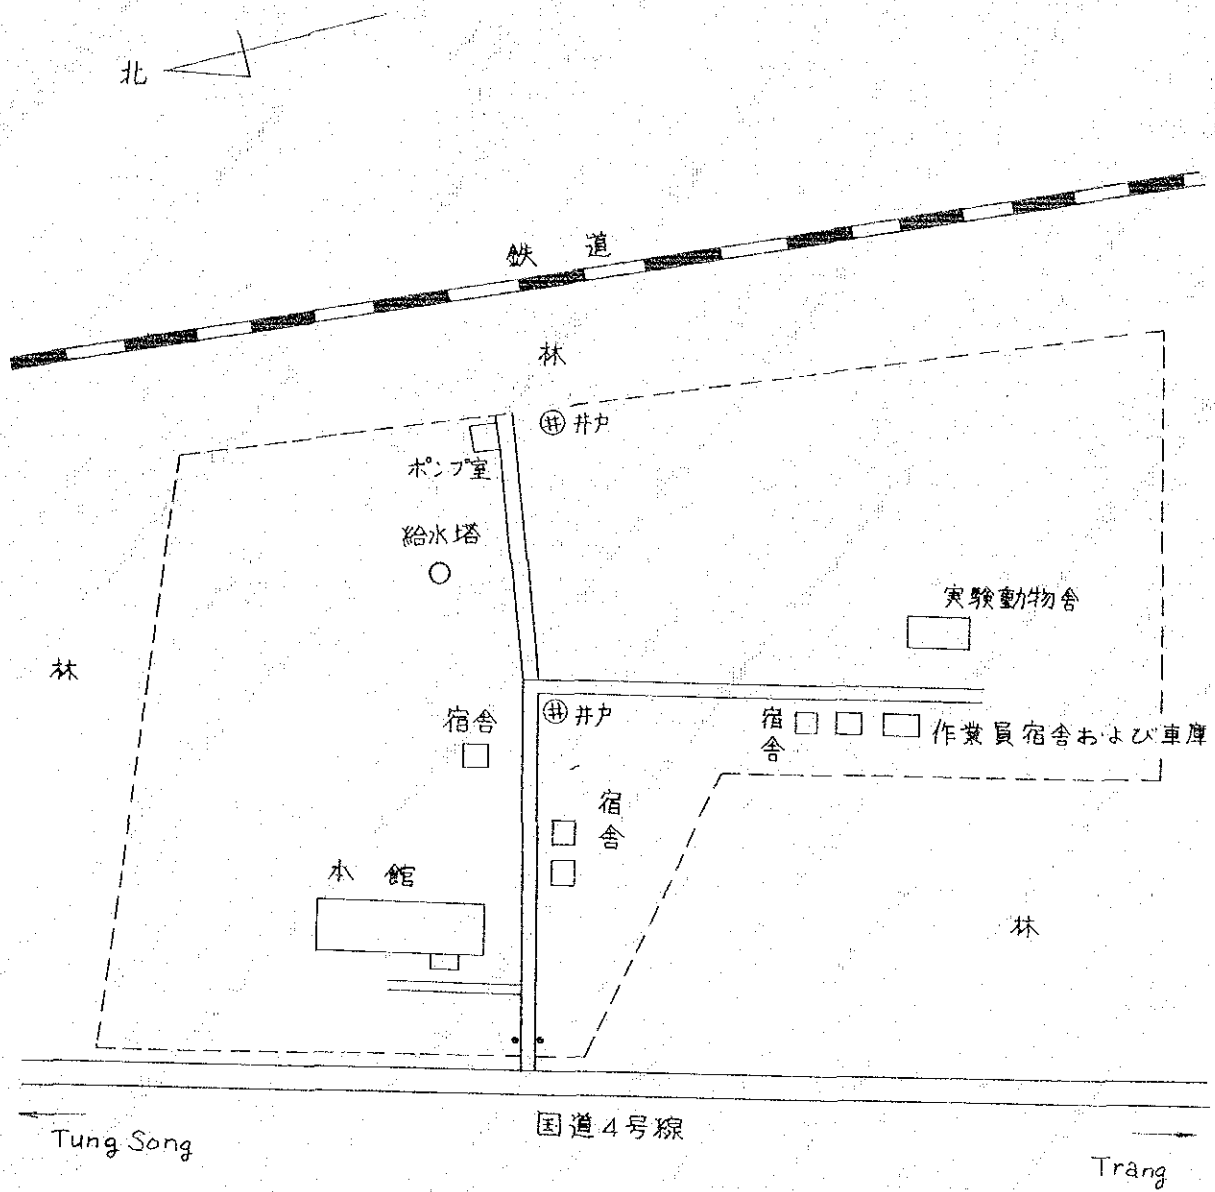 北
鉄 道
林
井 井戸
ポンプ室
給水塔
実験動物舎
林
宿舎
井 井戸
宿舎
作業員宿舎および車庫
宿舎
本 館
林
国道4号線
Tung Song
Trang